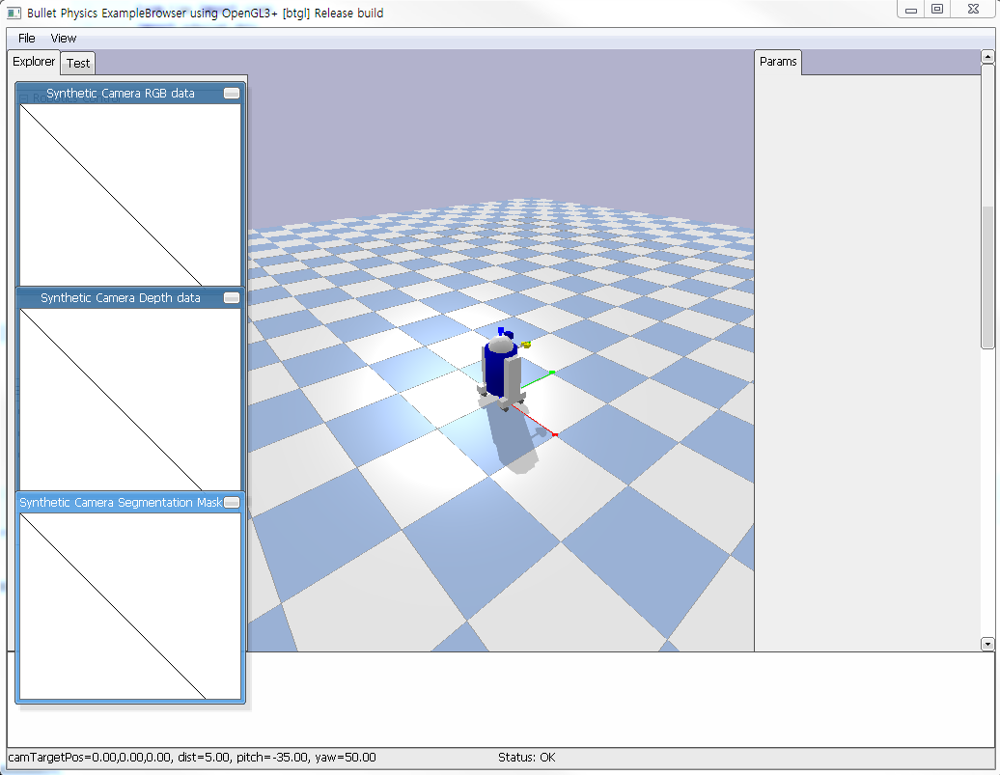 Bullet Physics ExampleBrowser using OpenGL3+ [btgl] Release build
File View
Explorer Test
Params
Synthetic Camera RGB data
Synthetic Camera Depth data
Synthetic Camera Segmentation Mask
camTargetPos=0.00,0.00,0.00, dist=5.00, pitch=-35.00, yaw=50.00
Status: OK